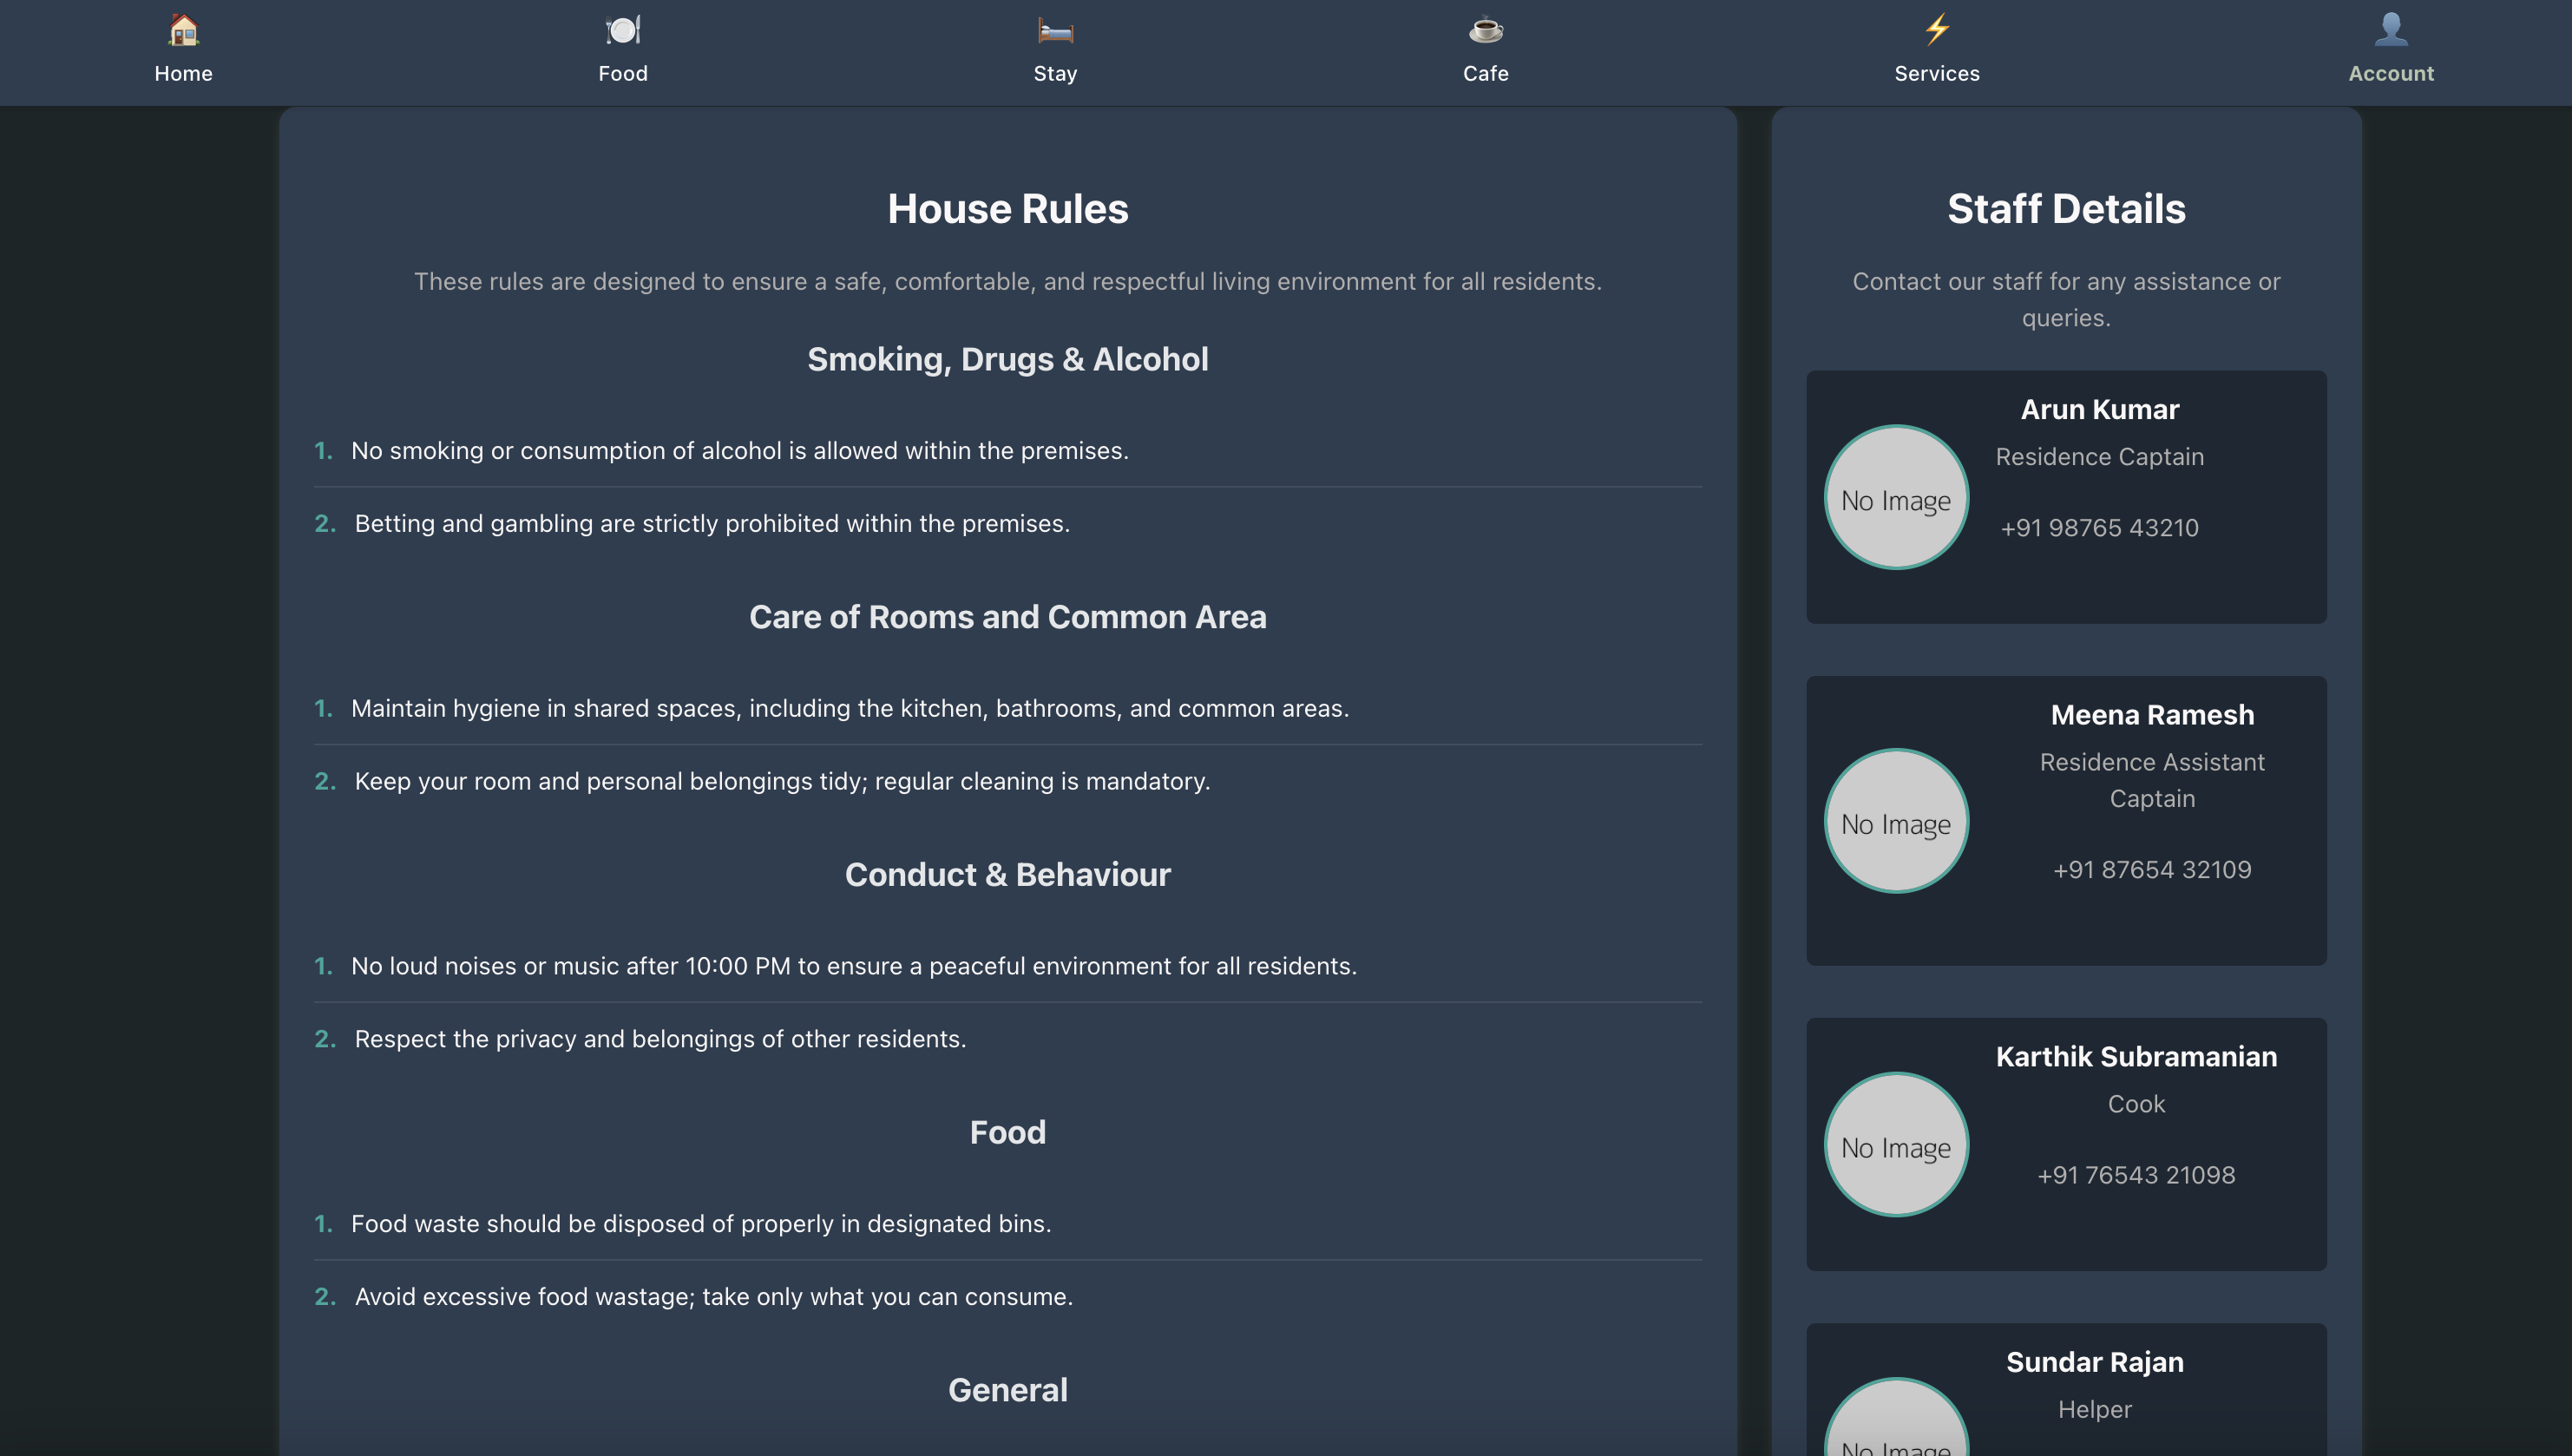 Home
Food
Stay
Cafe
Services
Account
House Rules
These rules are designed to ensure a safe, comfortable, and respectful living environment for all residents.
Smoking, Drugs & Alcohol
1. No smoking or consumption of alcohol is allowed within the premises.
2. Betting and gambling are strictly prohibited within the premises.
Care of Rooms and Common Area
1. Maintain hygiene in shared spaces, including the kitchen, bathrooms, and common areas.
2. Keep your room and personal belongings tidy; regular cleaning is mandatory.
Conduct & Behaviour
1. No loud noises or music after 10:00 PM to ensure a peaceful environment for all residents.
2. Respect the privacy and belongings of other residents.
Food
1. Food waste should be disposed of properly in designated bins.
2. Avoid excessive food wastage; take only what you can consume.
General
Staff Details
Contact our staff for any assistance or
queries.
No Image
Arun Kumar
Residence Captain
+91 98765 43210
No Image
Meena Ramesh
Residence Assistant
Captain
+91 87654 32109
No Image
Karthik Subramanian
Cook
+91 76543 21098
No Image
Sundar Rajan
Helper